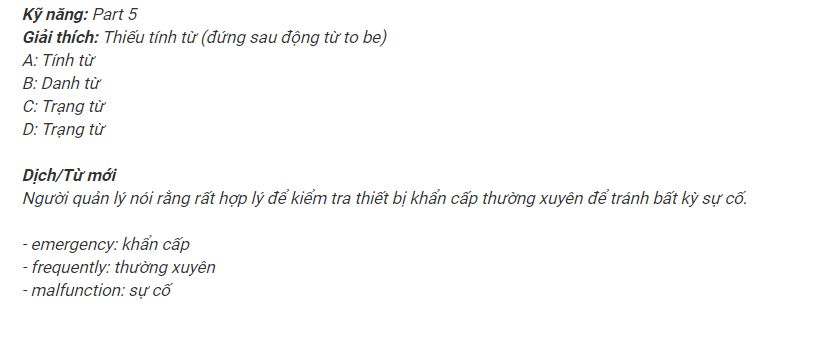 Kỹ năng: Part 5
Giải thích: Thiếu tính từ (đứng sau động từ to be)
A: Tính từ
B: Danh từ
C: Trạng từ
D: Trạng từ
Dịch/Từ mới
Người quản lý nói rằng rất hợp lý để kiểm tra thiết bị khẩn cấp thường xuyên để tránh bất kỳ sự cố.
- emergency: khẩn cấp
- frequently: thường xuyên
- malfunction: sự cố